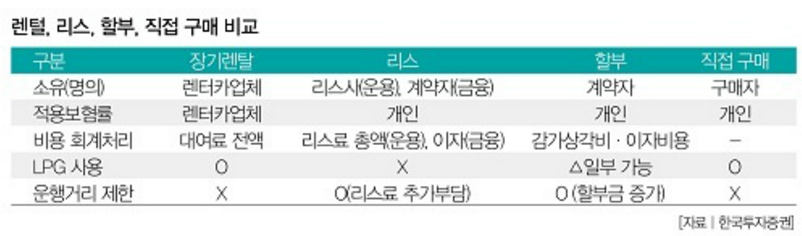 렌털, 리스, 할부, 직접 구매 비교
구분 장기렌탈 리스 할부 직접 구매
소유(명의) 렌터카업체 리스사(운용), 계약자(금융) 계약자 구매자
적용보험률 렌터카업체 개인 개인 개인
비용 회계처리 대여료 전액 리스료 총액(운용), 이자(금융) 감가상각비·이자비용 –
LPG 사용 O X △일부 가능 O
운행거리 제한 X O(리스료 추가부담) O (할부금 증가) X
[자료 | 한국투자증권]